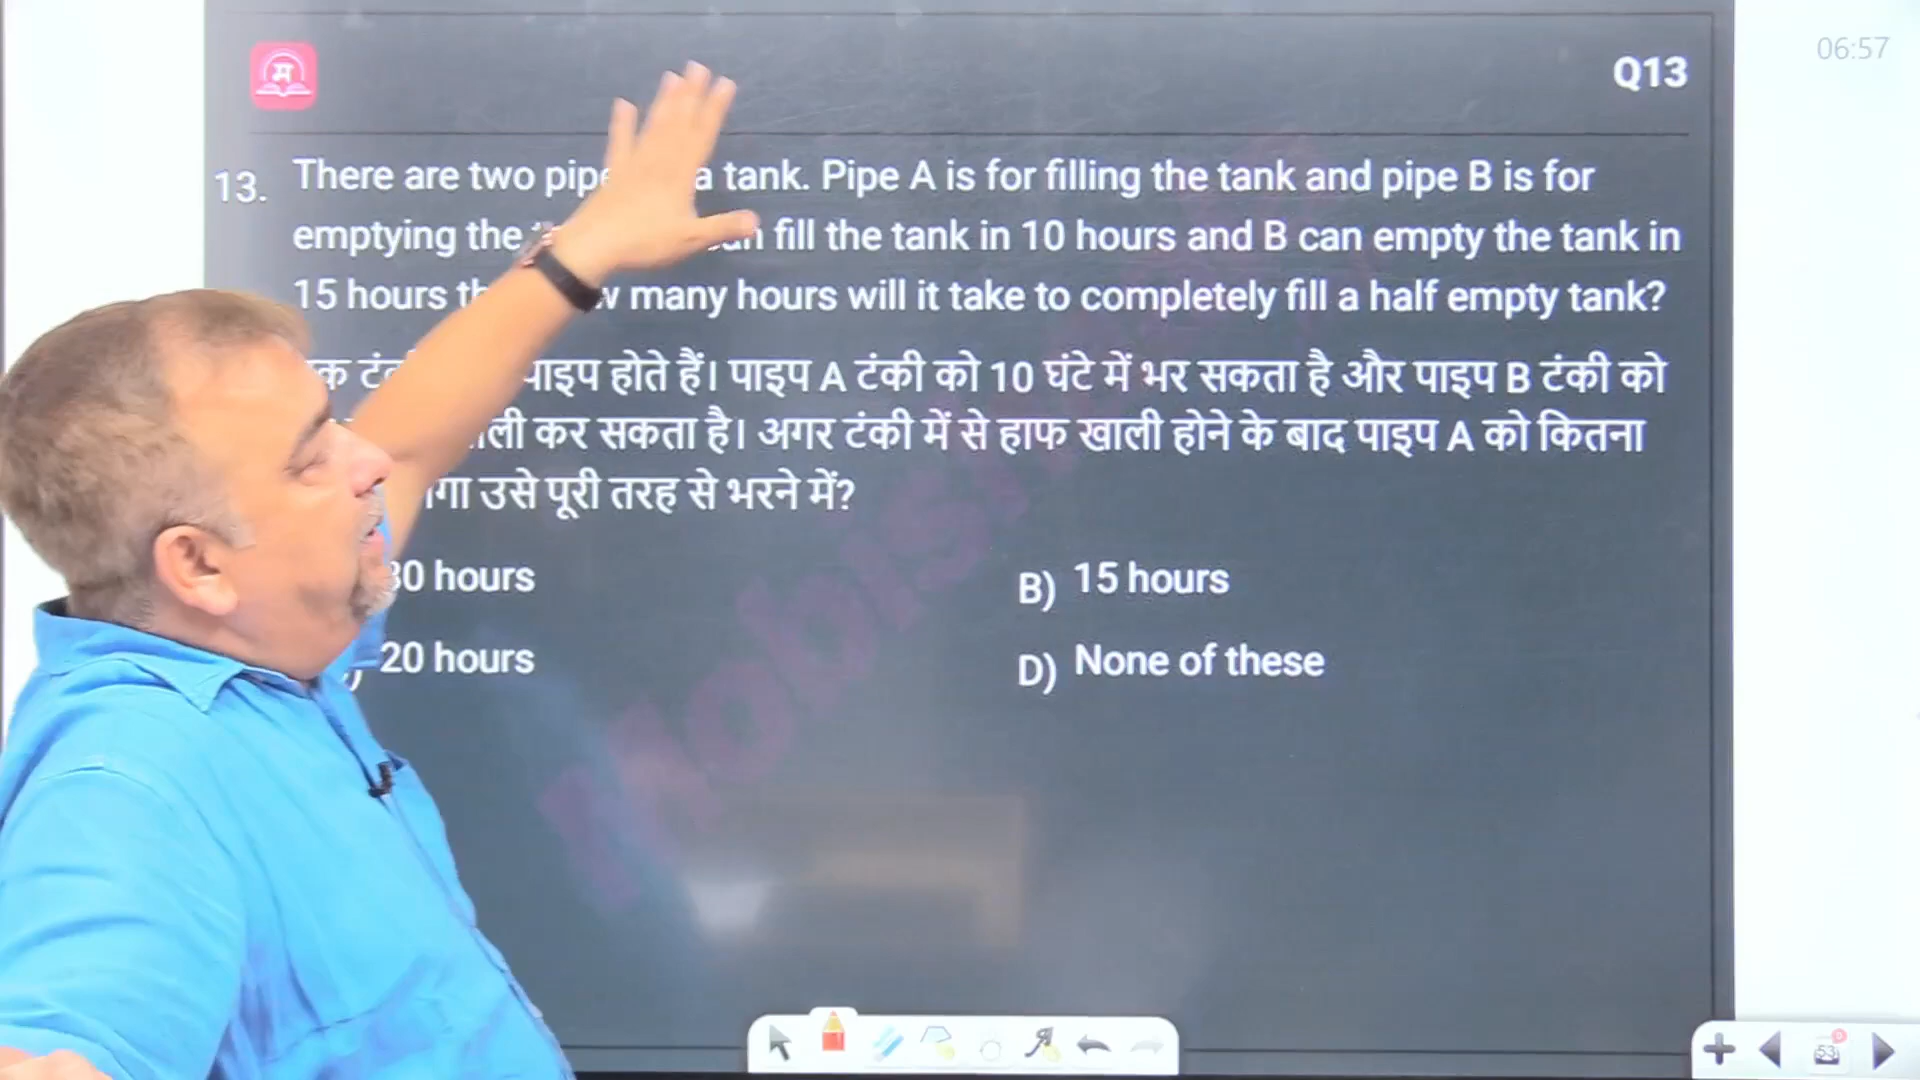 06:57
म
Q13
13. There are two a tank. Pipe A is for filling the tank and pipe B is for
emptying the fill the tank in 10 hours and B can empty the tank in
15 hours many hours will it take to completely fill a half empty tank?
पाइप होते हैं। पाइप A टंकी को 10 घंटे में भर सकता है और पाइप B टंकी को
कर सकता है। अगर टंकी में से हाफ खाली होने के बाद पाइप A को कितना
उसे पूरी तरह से भरने में?
30 hours
B) 15 hours
20 hours
D) None of these
53